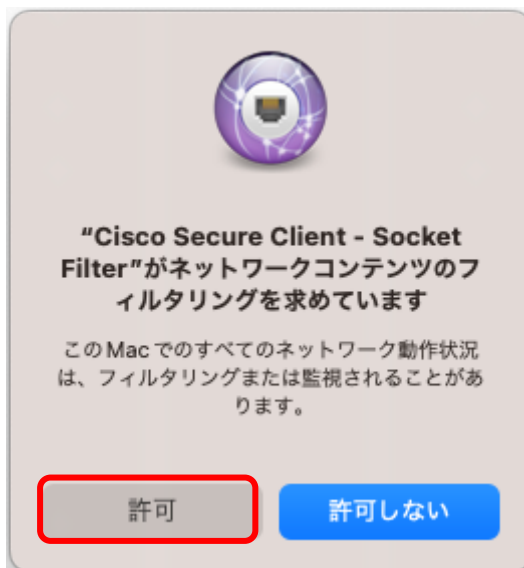 “Cisco Secure Client - Socket
Filter”がネットワークコンテンツのフ
ィルタリングを求めています
このMacでのすべてのネットワーク動作状況
は、フィルタリングまたは監視されることがあ
ります。
許可
許可しない